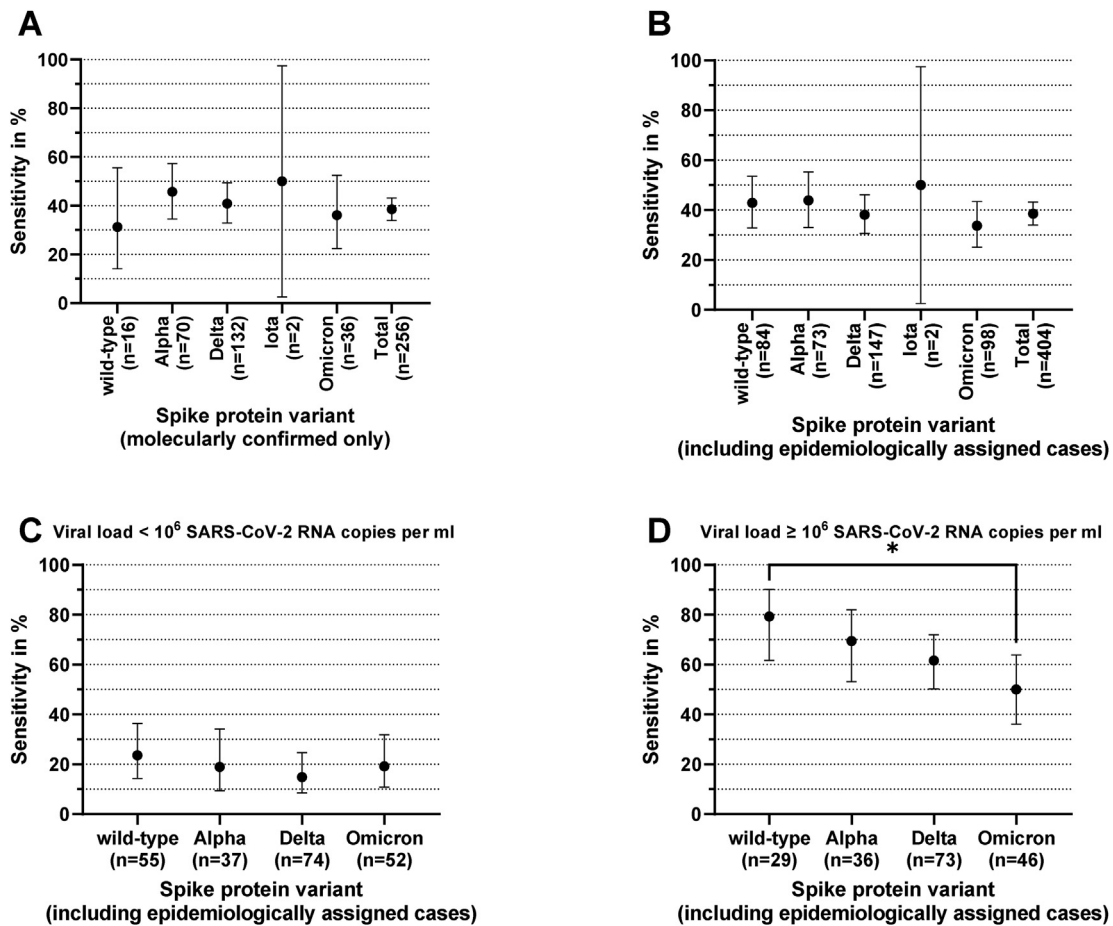 A
Sensitivity in %
100
80
60
40
20
0
wild-type
(n=16)
Alpha
(n=70)
Delta
(n=132)
Iota
(n=2)
Omicron
(n=36)
Total
(n=256)
Spike protein variant
(molecularly confirmed only)
B
Sensitivity in %
100
80
60
40
20
0
wild-type
(n=84)
Alpha
(n=73)
Delta
(n=147)
Iota
(n=2)
Omicron
(n=98)
Total
(n=404)
Spike protein variant
(including epidemiologically assigned cases)
C
Viral load < 10⁶ SARS-CoV-2 RNA copies per ml
Sensitivity in %
100
80
60
40
20
0
wild-type
(n=55)
Alpha
(n=37)
Delta
(n=74)
Omicron
(n=52)
Spike protein variant
(including epidemiologically assigned cases)
D
Viral load ≥ 10⁶ SARS-CoV-2 RNA copies per ml
*
Sensitivity in %
100
80
60
40
20
0
wild-type
(n=29)
Alpha
(n=36)
Delta
(n=73)
Omicron
(n=46)
Spike protein variant
(including epidemiologically assigned cases)